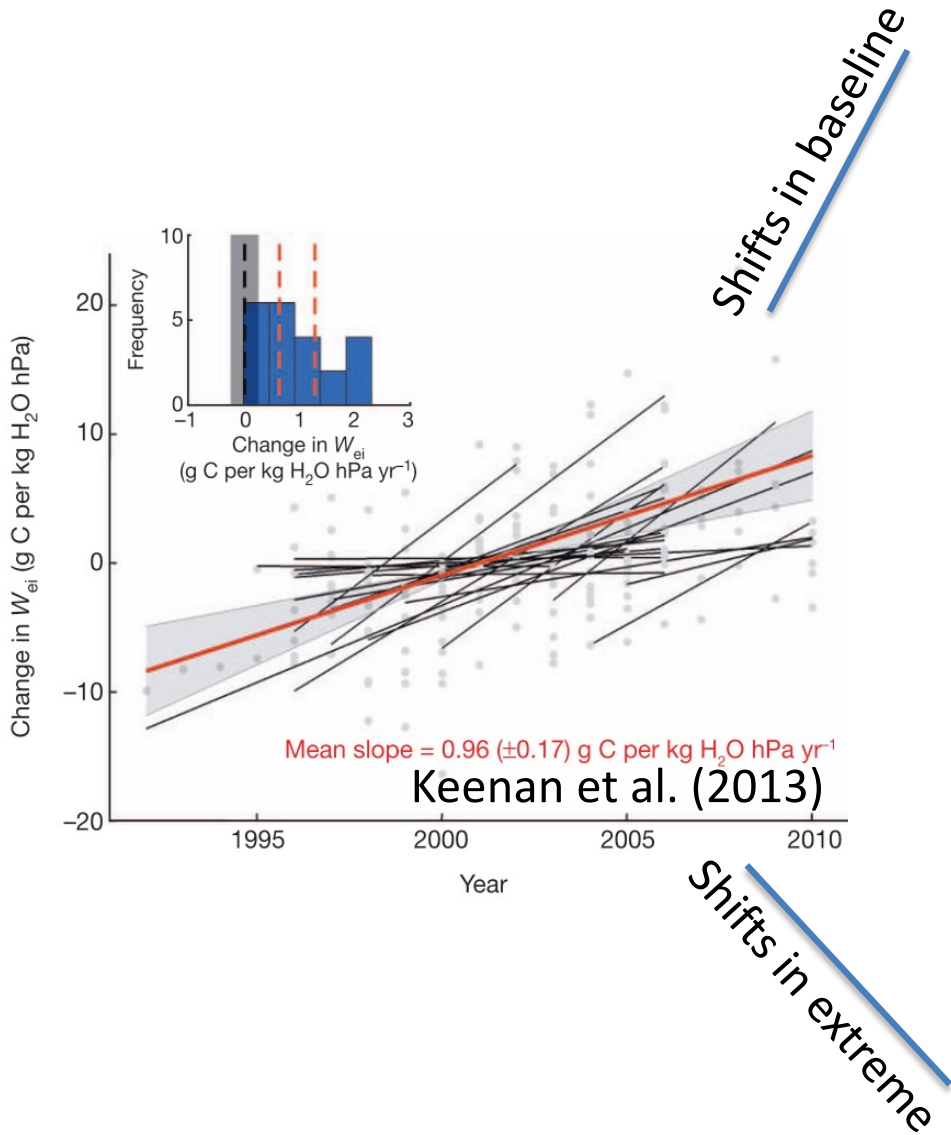 Shifts in baseline
10
5
0
Frequency
−1 0 1 2 3
Change in Wei
(g C per kg H2O hPa yr−1)
Change in Wei (g C per kg H2O hPa)
20
10
0
−10
−20
Mean slope = 0.96 (±0.17) g C per kg H2O hPa yr−1
Keenan et al. (2013)
1995 2000 2005 2010
Year
Shifts in extreme